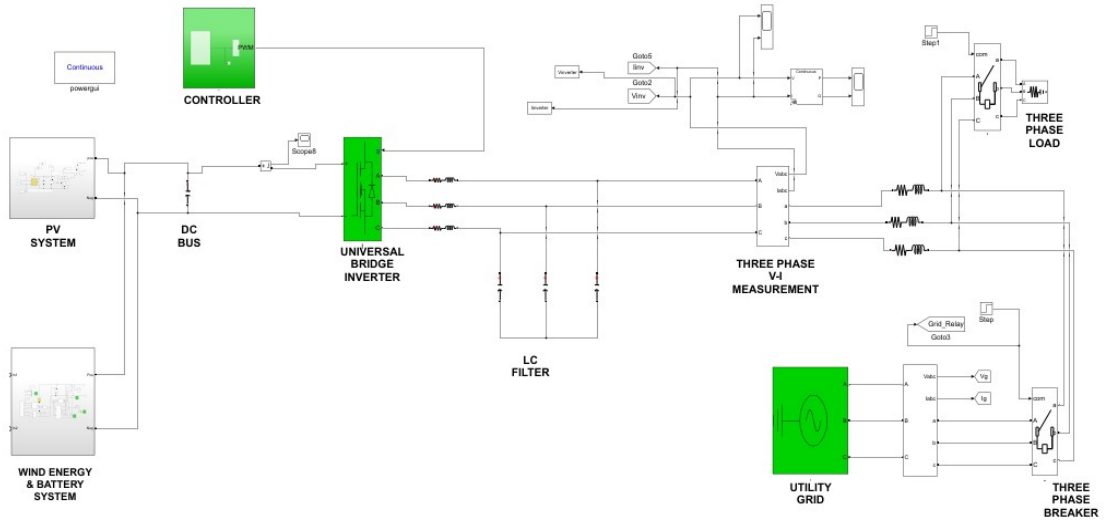 Continuous
powergui
PWM
CONTROLLER
Scope8
PV
SYSTEM
DC
BUS
A
B
C
UNIVERSAL
BRIDGE
INVERTER
LC
FILTER
WIND ENERGY
& BATTERY
SYSTEM
Goto5
Iinv
Goto2
Vinv
Vinverter
Iinverter
Continuous
Vabc
Iabc
A
B
C
a
b
c
THREE PHASE
V-I
MEASUREMENT
Step1
com
A
B
C
a
b
c
THREE
PHASE
LOAD
Step
Grid_Relay
Goto3
A
B
C
UTILITY
GRID
Vabc
Iabc
A
B
C
a
b
c
Vg
Ig
com
A
B
C
a
b
c
THREE
PHASE
BREAKER